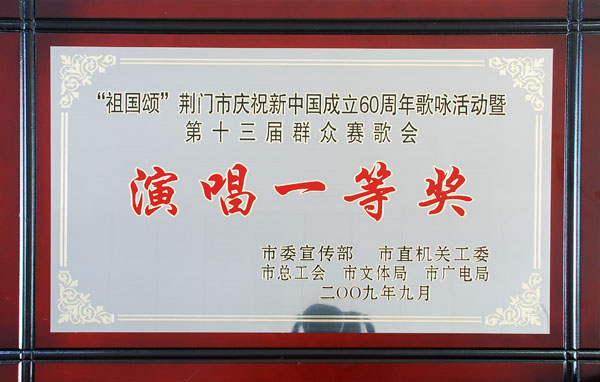 “祖国颂”荆门市庆祝新中国成立60周年歌咏活动暨
第十三届群众赛歌会
演唱一等奖
市委宣传部 市直机关工委
市总工会 市文体局 市广电局
二〇〇九年九月